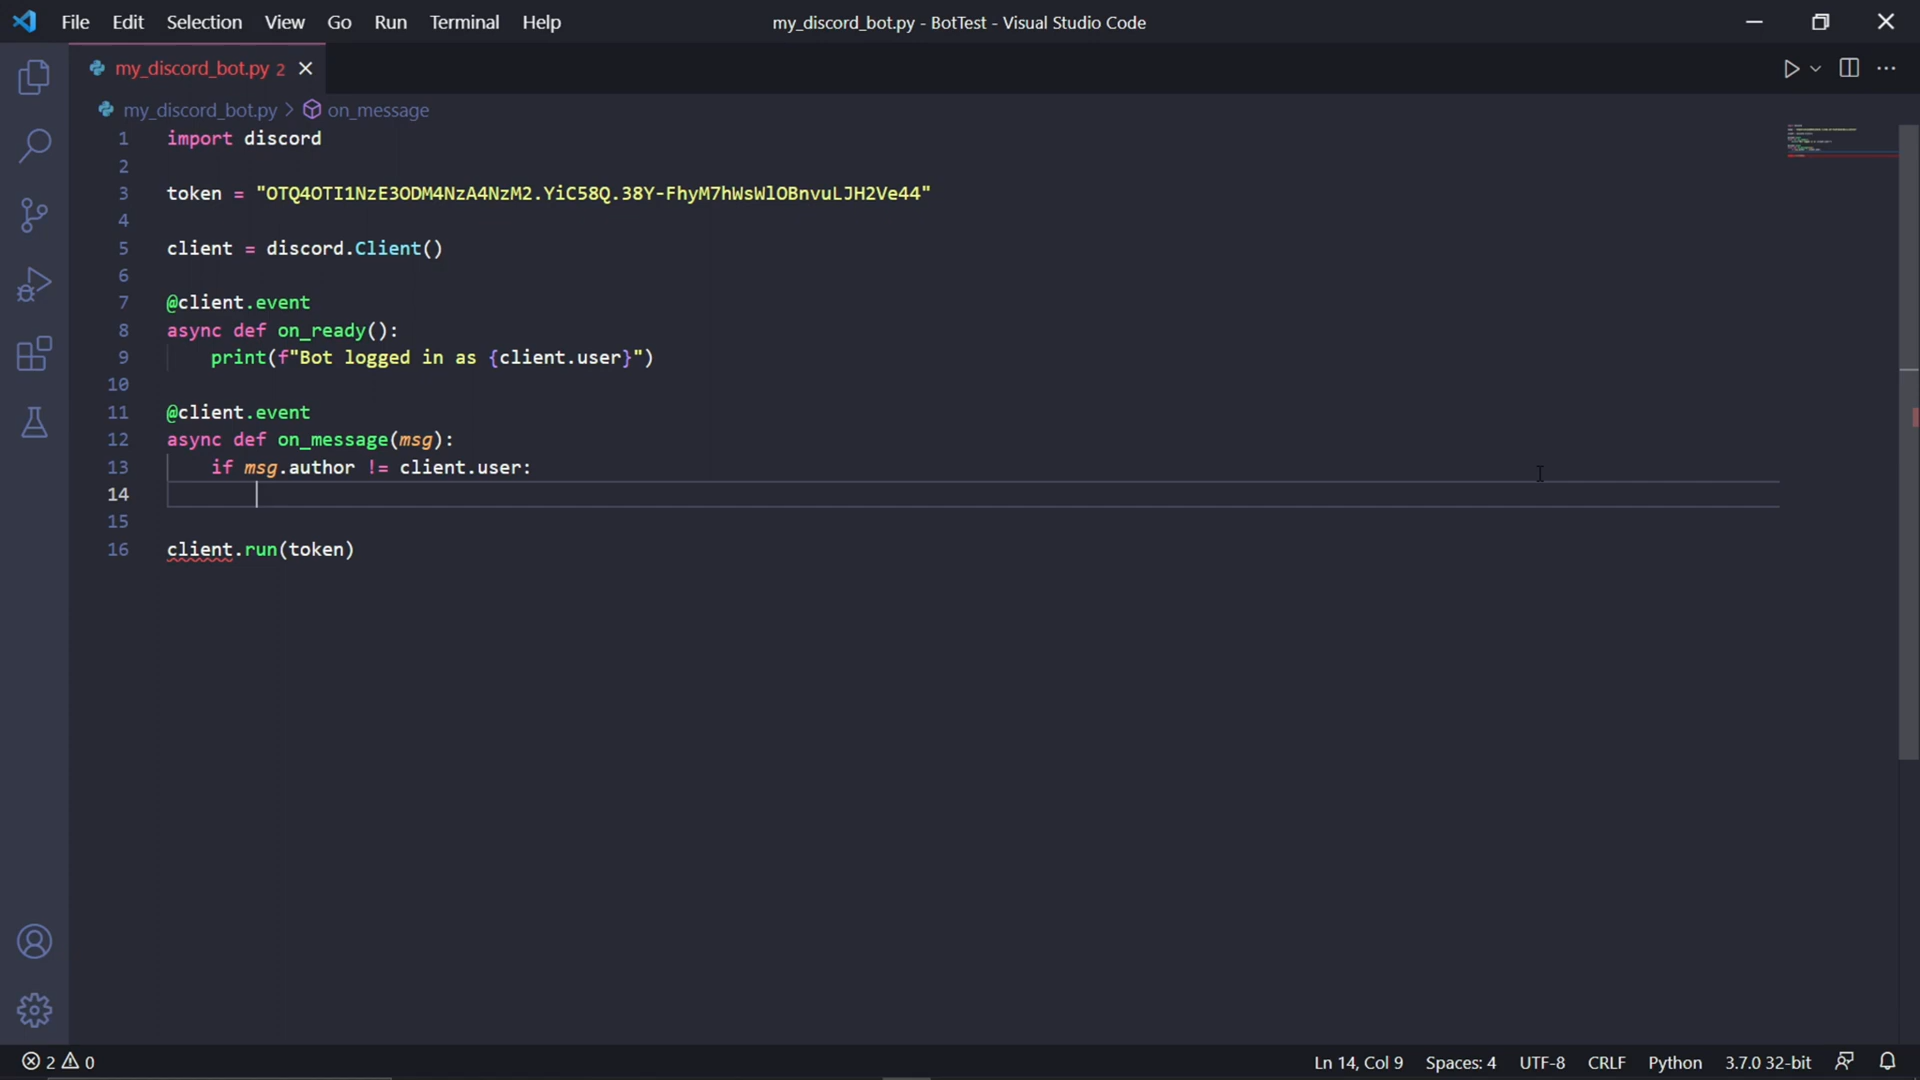 File Edit Selection View Go Run Terminal Help
my_discord_bot.py - BotTest - Visual Studio Code
my_discord_bot.py 2
my_discord_bot.py > on_message
1 import discord
2
3 token = "OTQ4OTI1NzE3ODM4NzA4NzM2.YiC58Q.38Y-FhyM7hWsWlOBnvuLJH2Ve44"
4
5 client = discord.Client()
6
7 @client.event
8 async def on_ready():
9 print(f"Bot logged in as {client.user}")
10
11 @client.event
12 async def on_message(msg):
13 if msg.author != client.user:
14
15
16 client.run(token)
2 0
Ln 14, Col 9 Spaces: 4 UTF-8 CRLF Python 3.7.0 32-bit